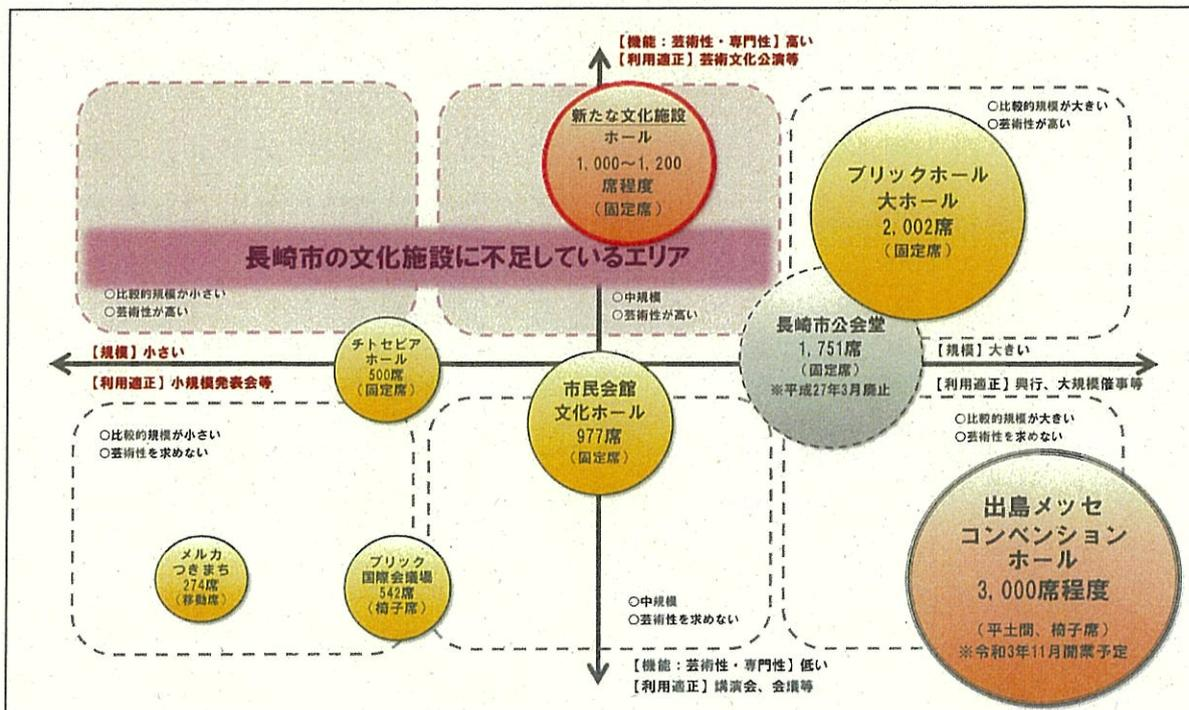 【機能：芸術性・専門性】高い
【利用適正】芸術文化公演等
新たな文化施設
ホール
1,000～1,200
席程度
（固定席）
○比較的規模が大きい
○芸術性が高い
ブリックホール
大ホール
2,002席
（固定席）
長崎市の文化施設に不足しているエリア
○比較的規模が小さい
○芸術性が高い
○中規模
○芸術性が高い
長崎市公会堂
1,751席
（固定席）
※平成27年3月廃止
【規模】小さい
【利用適正】小規模発表会等
チトセピア
ホール
500席
（固定席）
【規模】大きい
【利用適正】興行、大規模催事等
市民会館
文化ホール
977席
（固定席）
○比較的規模が小さい
○芸術性を求めない
○比較的規模が大きい
○芸術性を求めない
メルカ
つきまち
274席
（移動席）
ブリック
国際会議場
542席
（椅子席）
○中規模
○芸術性を求めない
出島メッセ
コンベンション
ホール
3,000席程度
（平土間、椅子席）
※令和3年11月開業予定
【機能：芸術性・専門性】低い
【利用適正】講演会、会議等